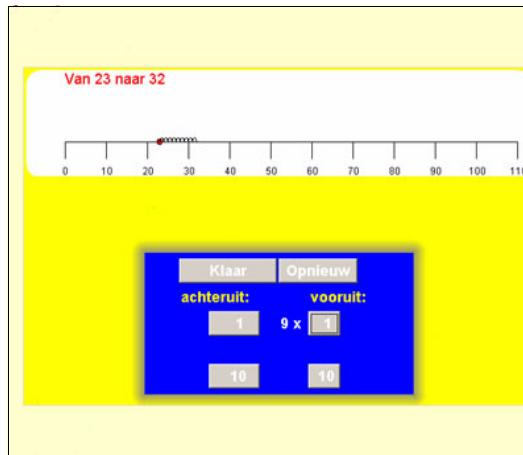 Van 23 naar 32
0 10 20 30 40 50 60 70 80 90 100 110
Klaar Opnieuw
achteruit: vooruit:
1 9 x 1
10 10